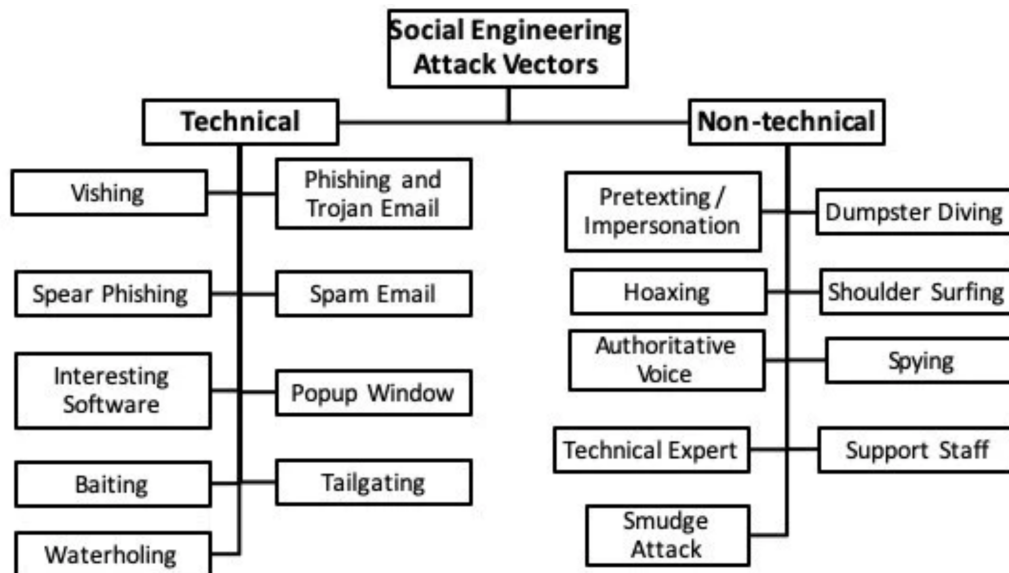 Social Engineering
Attack Vectors
Technical
Non-technical
Vishing
Phishing and
Trojan Email
Spear Phishing
Spam Email
Interesting
Software
Popup Window
Baiting
Tailgating
Waterholing
Pretexting /
Impersonation
Dumpster Diving
Hoaxing
Shoulder Surfing
Authoritative
Voice
Spying
Technical Expert
Support Staff
Smudge
Attack